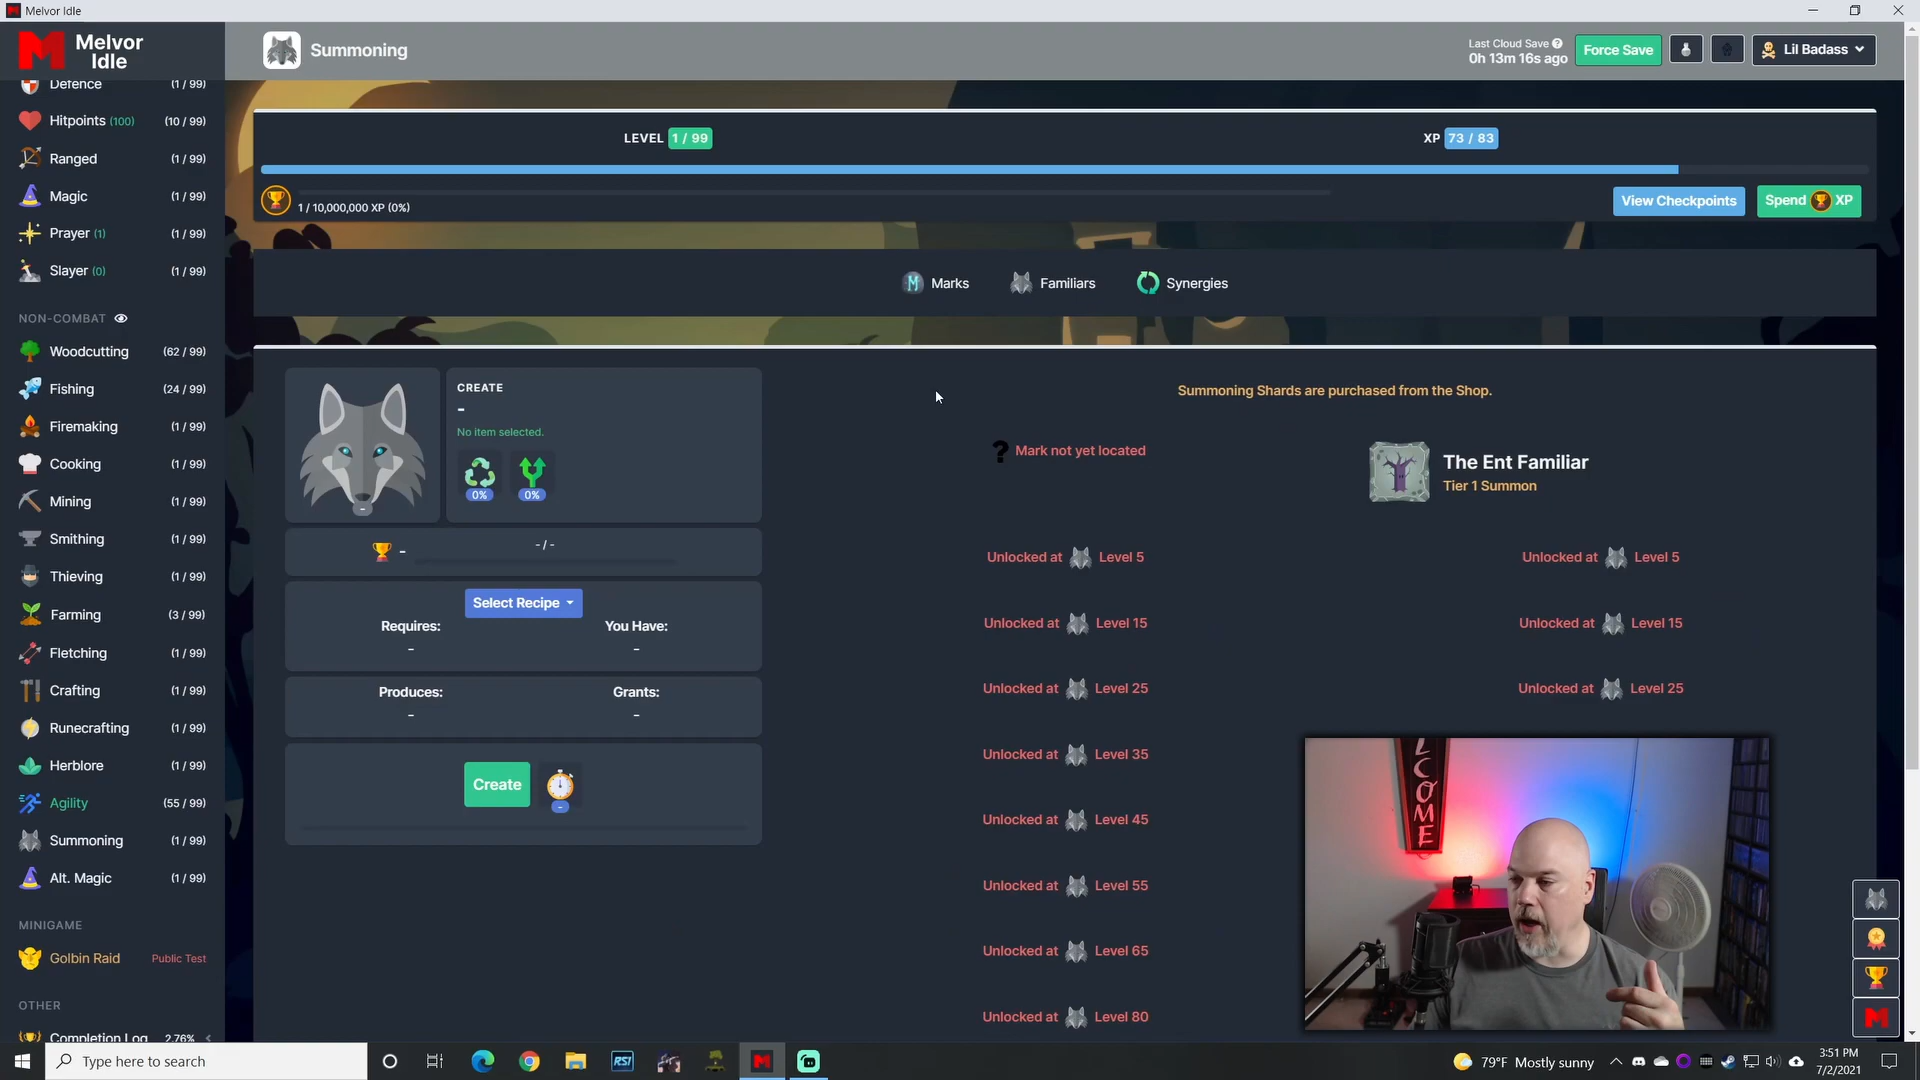 Melvor Idle
Melvor
Idle
Summoning
Last Cloud Save
0h 13m 16s ago
Force Save
Lil Badass
Defence (1 / 99)
Hitpoints (100) (10 / 99)
Ranged (1 / 99)
Magic (1 / 99)
Prayer (1) (1 / 99)
Slayer (0) (1 / 99)
NON-COMBAT
Woodcutting (62 / 99)
Fishing (24 / 99)
Firemaking (1 / 99)
Cooking (1 / 99)
Mining (1 / 99)
Smithing (1 / 99)
Thieving (1 / 99)
Farming (3 / 99)
Fletching (1 / 99)
Crafting (1 / 99)
Runecrafting (1 / 99)
Herblore (1 / 99)
Agility (55 / 99)
Summoning (1 / 99)
Alt. Magic (1 / 99)
MINIGAME
Golbin Raid Public Test
OTHER
Completion Log 2.76%
LEVEL 1 / 99
XP 73 / 83
1 / 10,000,000 XP (0%)
View Checkpoints
Spend XP
Marks
Familiars
Synergies
CREATE
-
No item selected.
0% 0%
-
- - / -
Select Recipe
Requires: You Have:
- -
Produces: Grants:
- -
Create -
Summoning Shards are purchased from the Shop.
? Mark not yet located
The Ent Familiar
Tier 1 Summon
Unlocked at Level 5
Unlocked at Level 15
Unlocked at Level 25
Unlocked at Level 35
Unlocked at Level 45
Unlocked at Level 55
Unlocked at Level 65
Unlocked at Level 80
Unlocked at Level 5
Unlocked at Level 15
Unlocked at Level 25
LCOME
Type here to search
RSI
79°F Mostly sunny
3:51 PM
7/2/2021